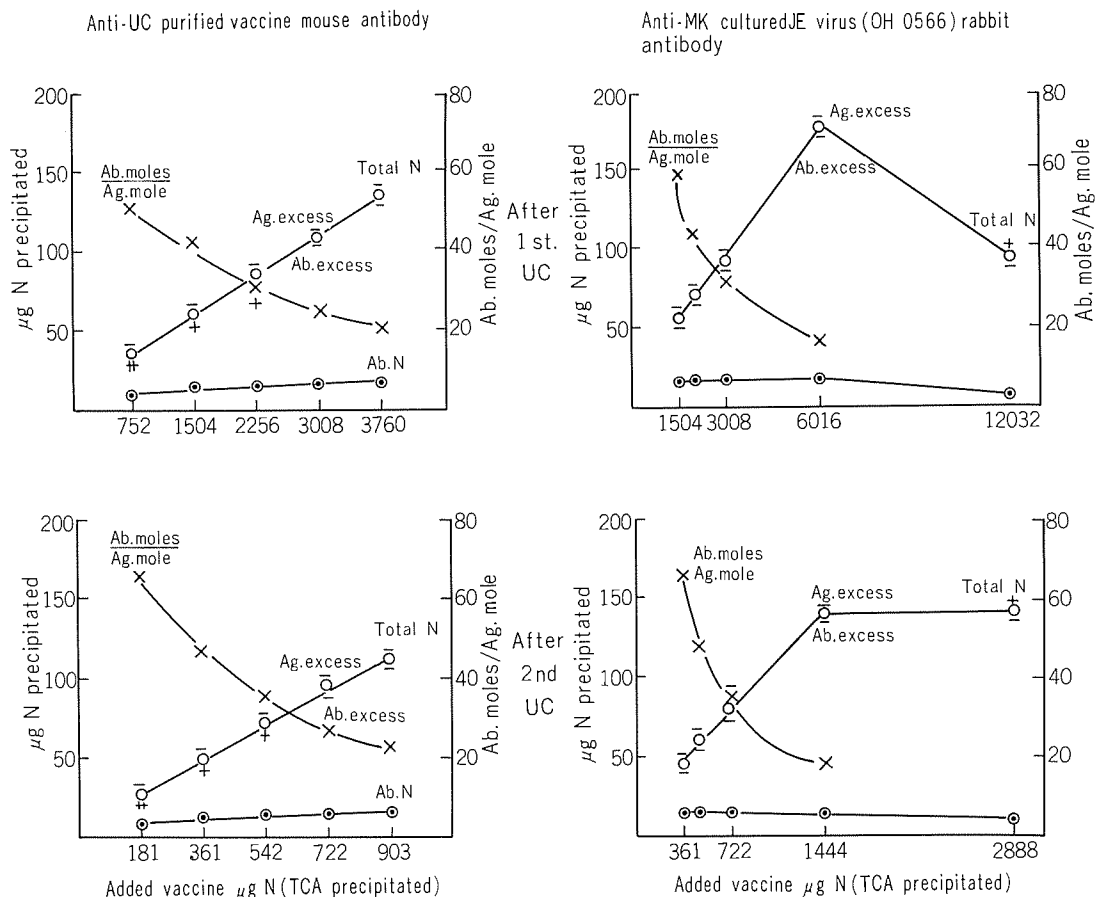 Anti-UC purified vaccine mouse antibody
Anti-MK culturedJE virus (OH 0566) rabbit
antibody
200
150
100
50
μg N precipitated
80
60
40
20
Ab. moles/Ag. mole
Ab.moles
Ag.mole
Total N
Ag.excess
Ab.excess
Ab.N
752
1504
2256
3008
3760
After
1 st.
UC
200
150
100
50
μg N precipitated
80
60
40
20
Ab. moles/Ag. mole
Ab.moles
Ag.mole
Ag.excess
Ab.excess
Total N
1504
3008
6016
12032
200
150
100
50
μg N precipitated
80
60
40
20
Ab. moles/Ag. mole
Ab.moles
Ag.mole
Total N
Ag.excess
Ab.excess
Ab.N
181
361
542
722
903
Added vaccine μg N (TCA precipitated)
After
2nd
UC
200
150
100
50
μg N precipitated
80
60
40
20
Ab. moles/Ag. mole
Ab.moles
Ag.mole
Ag.excess
Ab.excess
Total N
361
722
1444
2888
Added vaccine μg N (TCA precipitated)